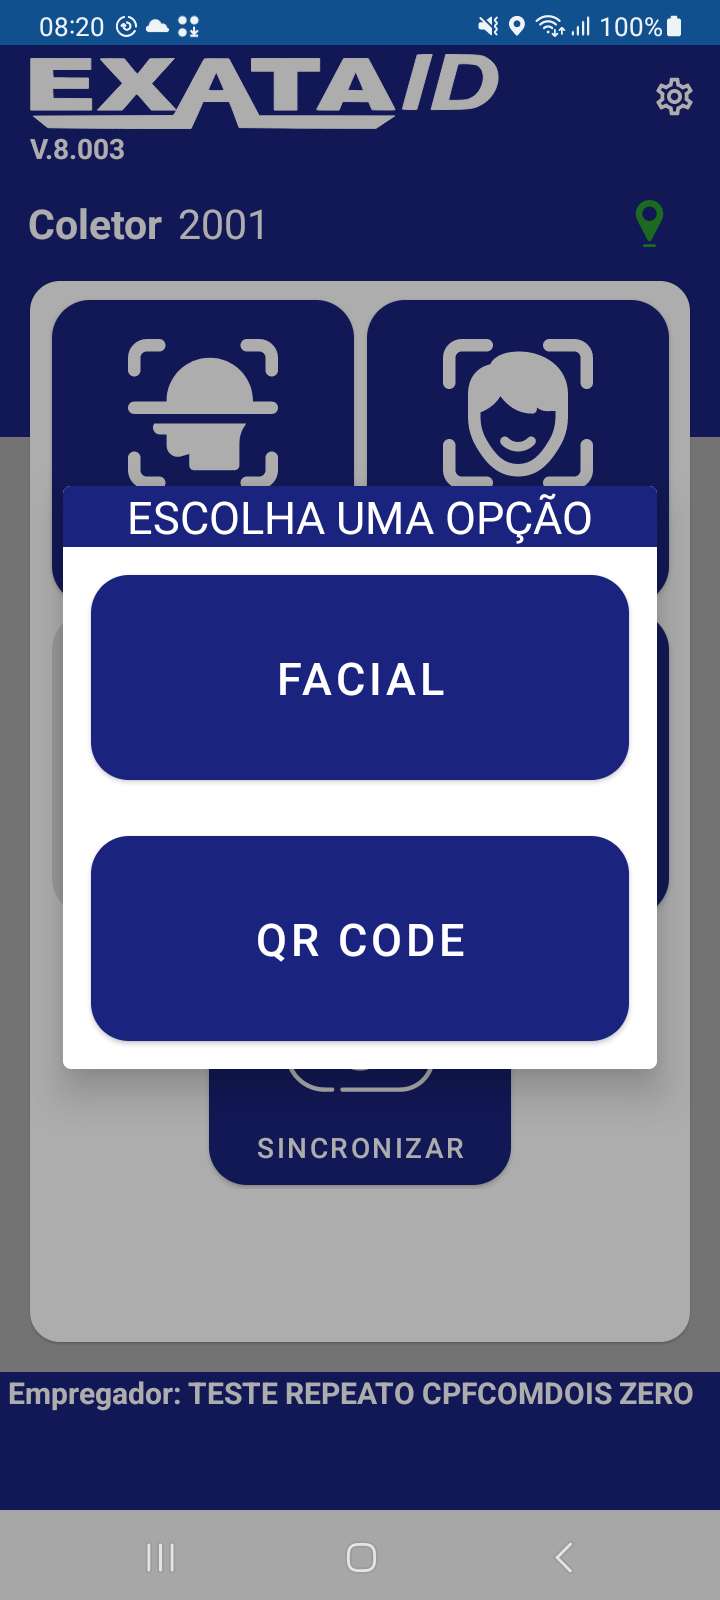 08:20
100%
EXATAID
V.8.003
Coletor 2001
ESCOLHA UMA OPÇÃO
FACIAL
QR CODE
SINCRONIZAR
Empregador: TESTE REPEATO CPFCOMDOIS ZERO